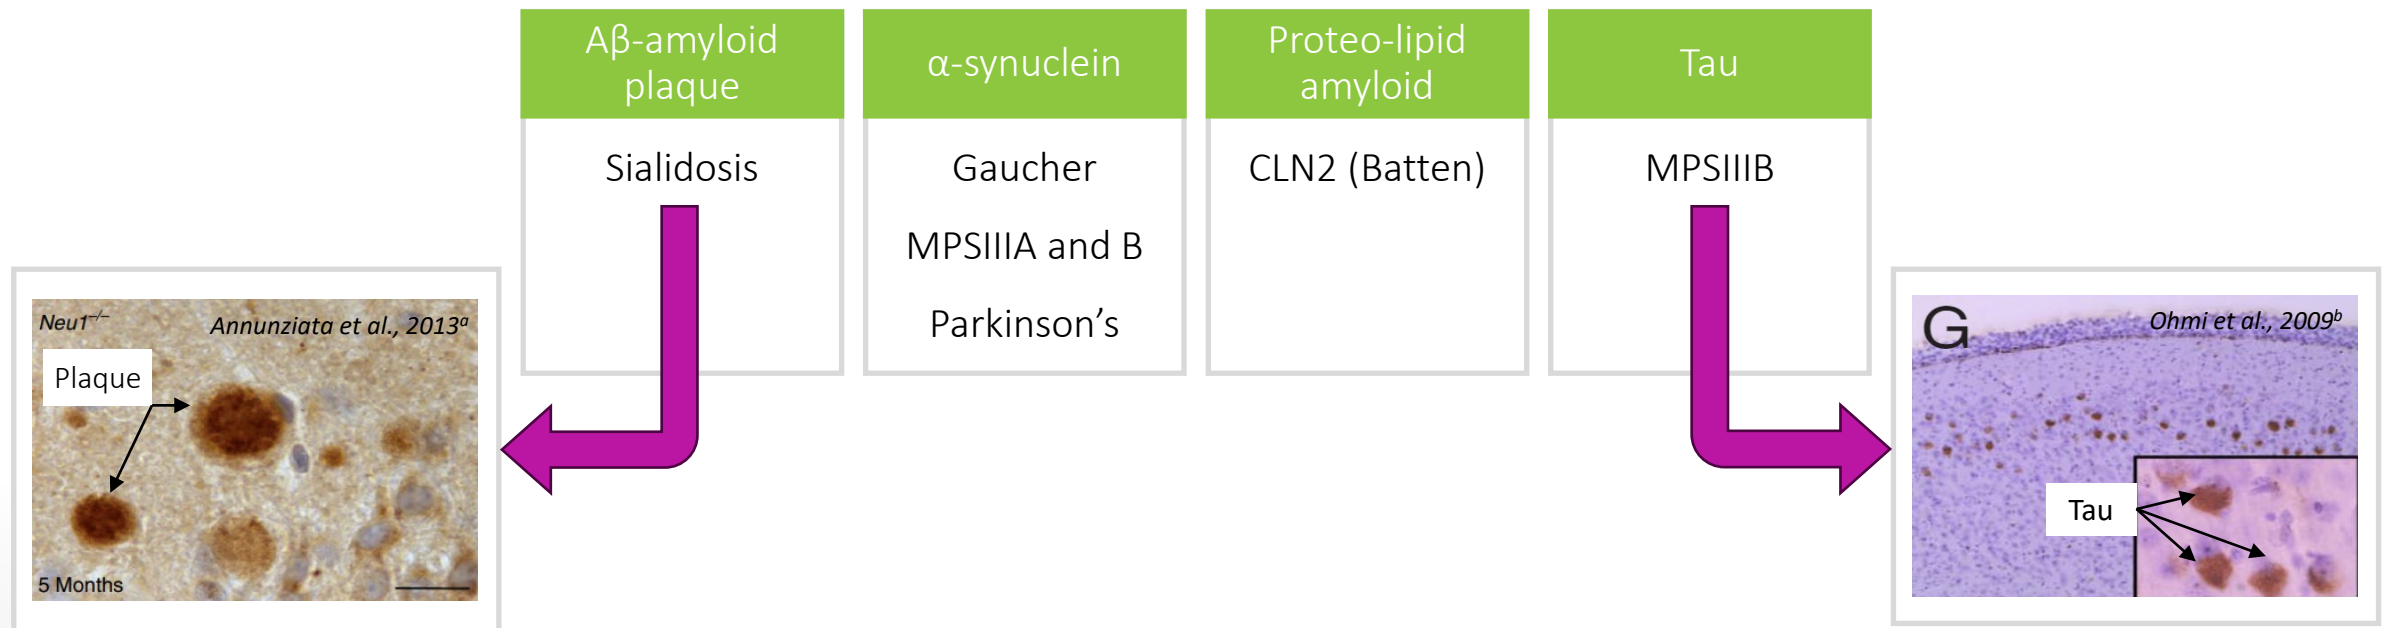 Aβ-amyloid
plaque
Sialidosis
α-synuclein
Gaucher
MPSIIIA and B
Parkinson’s
Proteo-lipid
amyloid
CLN2 (Batten)
Tau
MPSIIIB
Neu1⁻/⁻
Annunziata et al., 2013ᵃ
Plaque
5 Months
G
Ohmi et al., 2009ᵇ
Tau